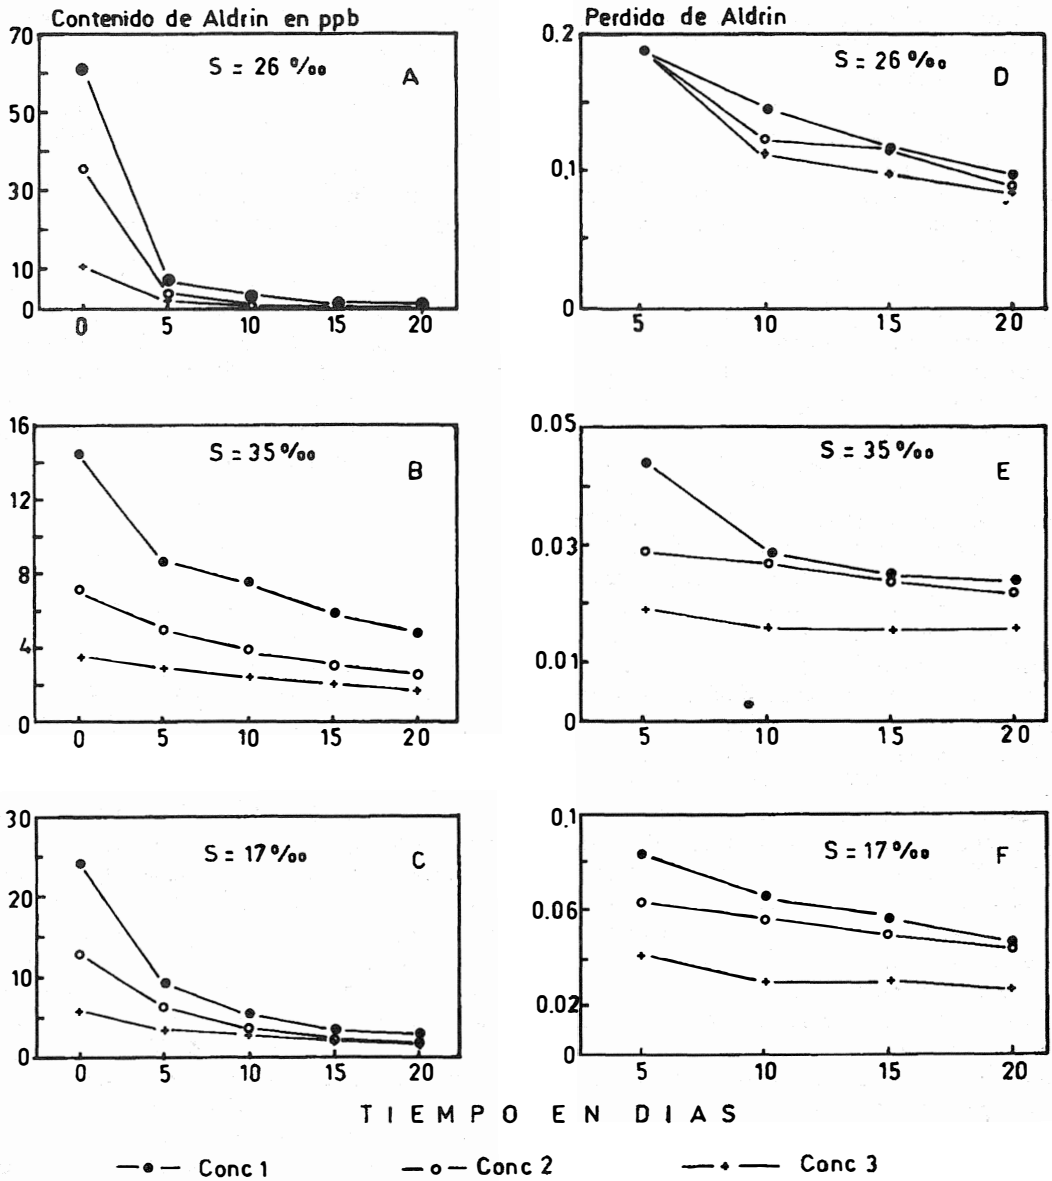 Contenido de Aldrin en ppb
70
50
30
10
0
S = 26 ‰
A
0 5 10 15 20
Perdida de Aldrin
0.2
0.1
0
S = 26 ‰
D
5 10 15 20
16
12
8
4
0
S = 35 ‰
B
0 5 10 15 20
0.05
0.03
0.01
0
S = 35 ‰
E
5 10 15 20
30
20
10
0
S = 17 ‰
C
0 5 10 15 20
0.1
0.06
0.02
0
S = 17 ‰
F
5 10 15 20
TIEMPO EN DIAS
Conc 1 Conc 2 Conc 3